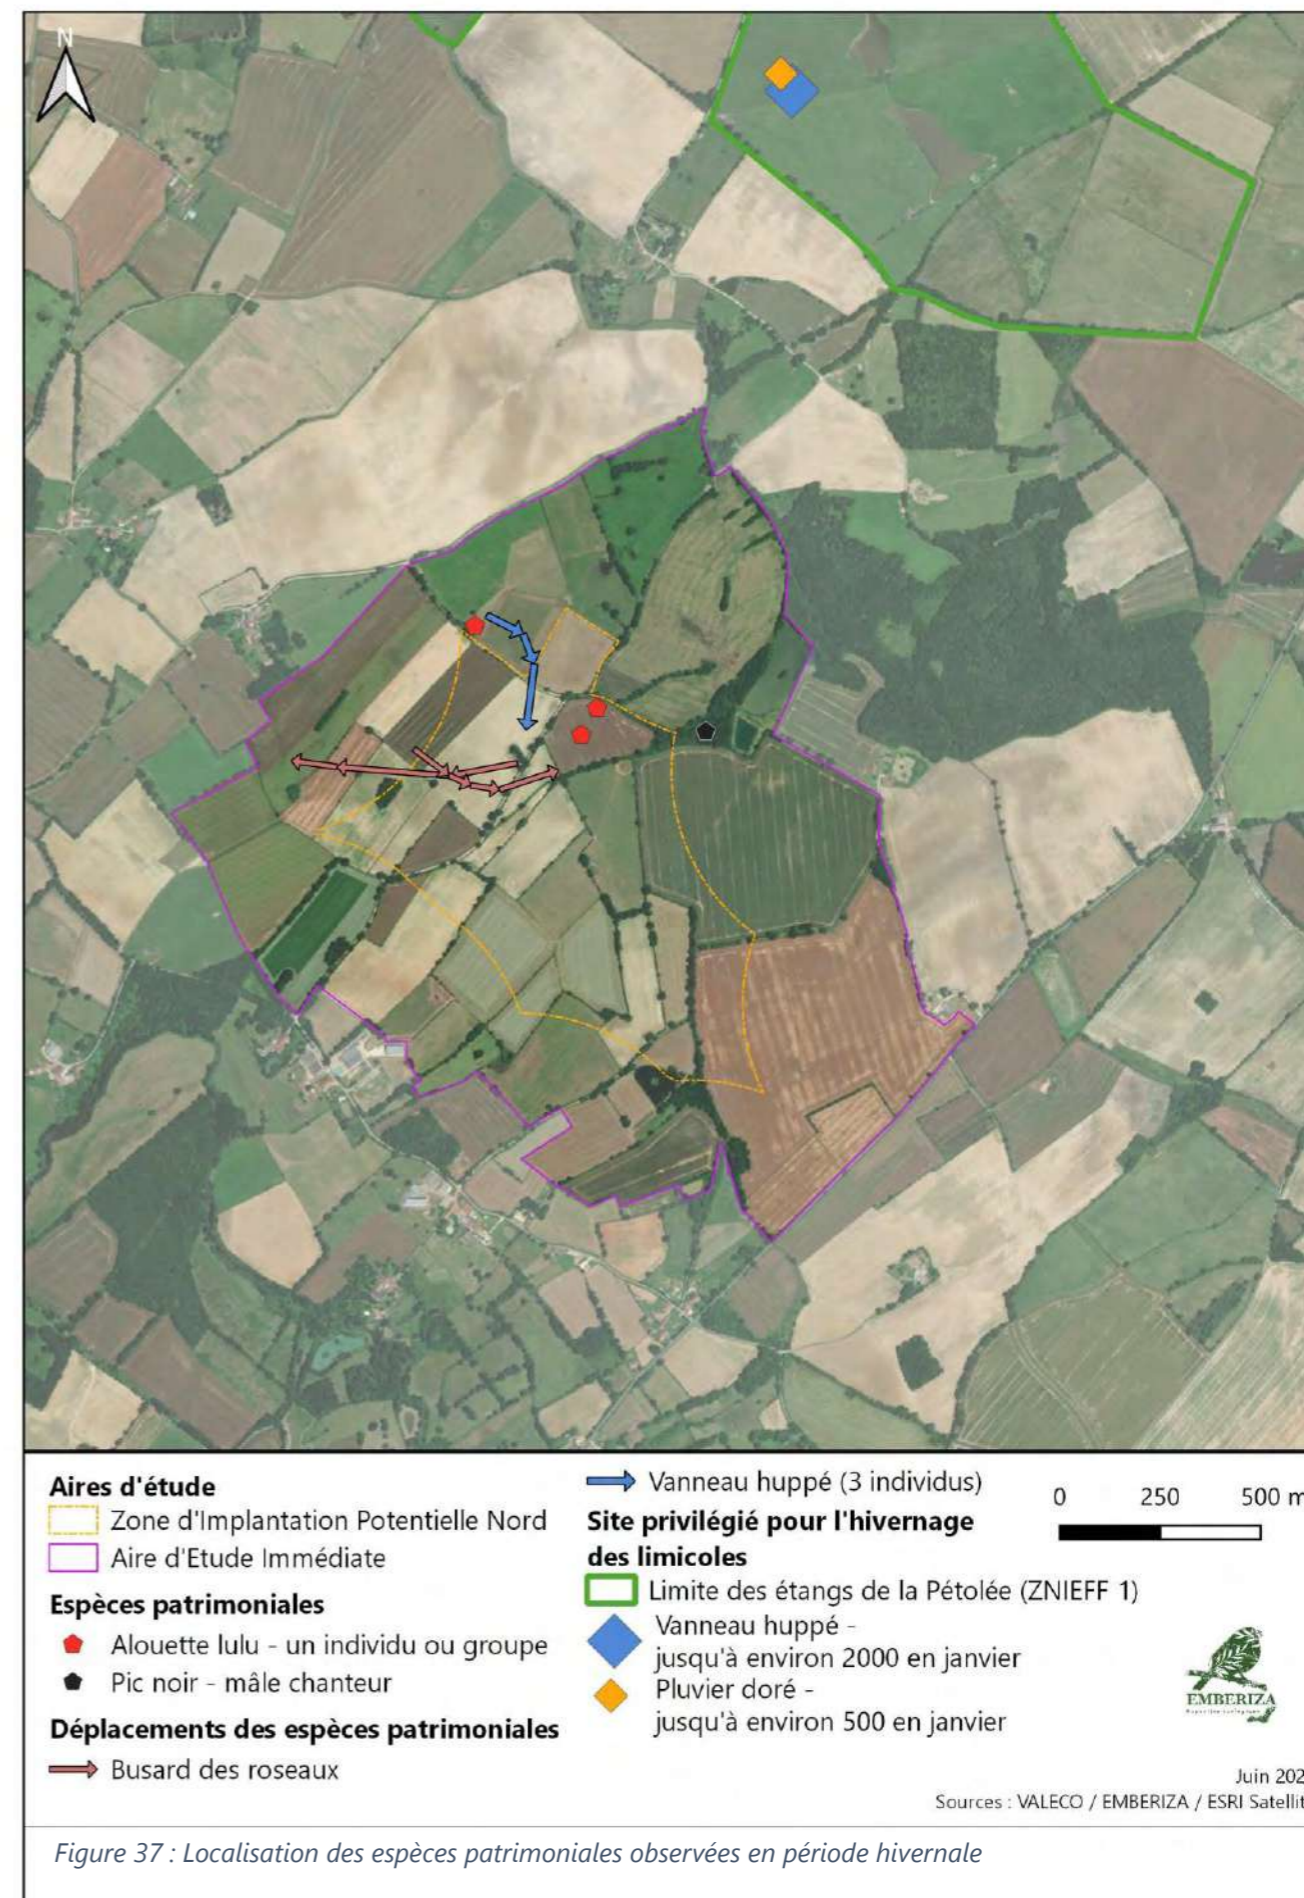 N
Aires d'étude
Zone d'Implantation Potentielle Nord
Aire d'Etude Immédiate
Espèces patrimoniales
Alouette lulu - un individu ou groupe
Pic noir - mâle chanteur
Déplacements des espèces patrimoniales
Busard des roseaux
Vanneau huppé (3 individus)
Site privilégié pour l'hivernage
des limicoles
Limite des étangs de la Pétolée (ZNIEFF 1)
Vanneau huppé -
jusqu'à environ 2000 en janvier
Pluvier doré -
jusqu'à environ 500 en janvier
0 250 500 m
EMBERIZA
Juin 202
Sources : VALECO / EMBERIZA / ESRI Satellit
Figure 37 : Localisation des espèces patrimoniales observées en période hivernale